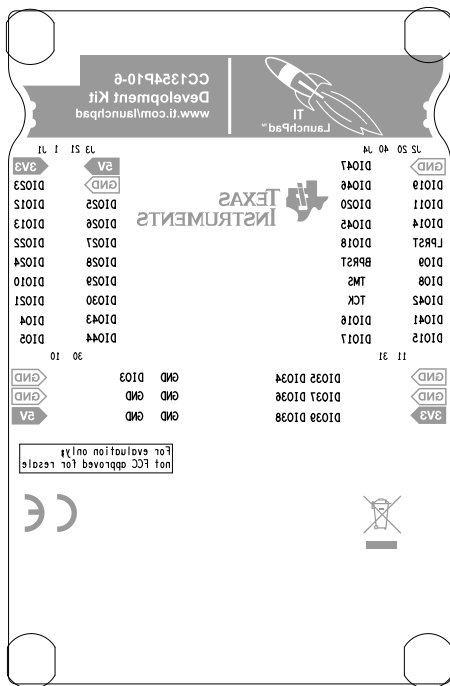 TI
LaunchPad™
CC1354P10-6
Development Kit
www.ti.com/launchpad
J2 20 40 J4 J3 21 1 J1
GND DIO47 5V 3V3
DIO19 DIO46 GND DIO23
DIO11 DIO20 DIO25 DIO12
DIO14 DIO45 DIO26 DIO13
LPRST DIO18 DIO27 DIO22
DIO9 BPRST DIO28 DIO24
DIO8 TMS DIO29 DIO10
DIO42 TCK DIO30 DIO21
DIO41 DIO16 DIO43 DIO4
DIO15 DIO17 DIO44 DIO5
11 31 30 10
TEXAS
INSTRUMENTS
GND DIO35 DIO34 GND DIO3 GND
GND DIO37 DIO36 GND GND GND
3V3 DIO39 DIO38 GND GND 5V
For evaluation only;
not FCC approved for resale
CE